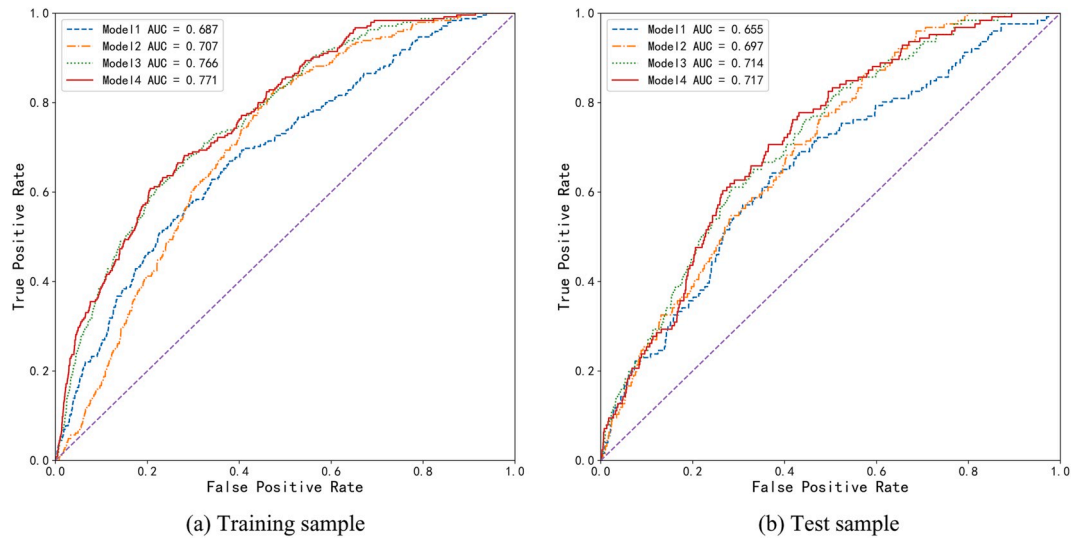 Model1 AUC = 0.687
Model2 AUC = 0.707
Model3 AUC = 0.766
Model4 AUC = 0.771
True Positive Rate
1.0
0.8
0.6
0.4
0.2
0.0
0.0 0.2 0.4 0.6 0.8 1.0
False Positive Rate
(a) Training sample
Model1 AUC = 0.655
Model2 AUC = 0.697
Model3 AUC = 0.714
Model4 AUC = 0.717
True Positive Rate
1.0
0.8
0.6
0.4
0.2
0.0
0.0 0.2 0.4 0.6 0.8 1.0
False Positive Rate
(b) Test sample